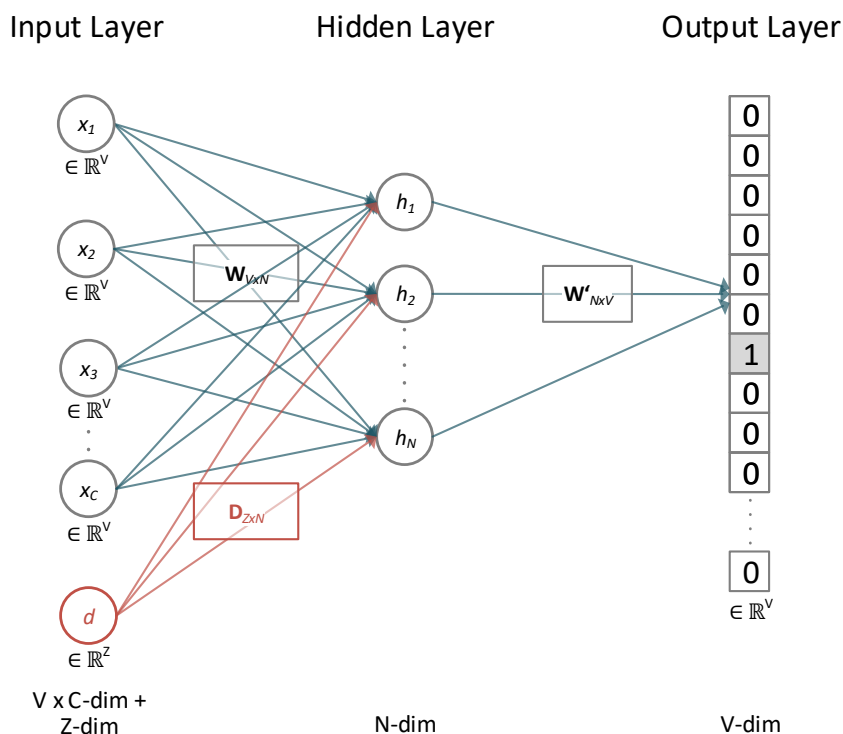 Input Layer
Hidden Layer
Output Layer
x1
∈ ℝV
x2
∈ ℝV
x3
∈ ℝV
xC
∈ ℝV
d
∈ ℝZ
V x C-dim +
Z-dim
WVxN
DZxN
h1
h2
hN
N-dim
W‘NxV
0
0
0
0
0
0
1
0
0
0
0
∈ ℝV
V-dim